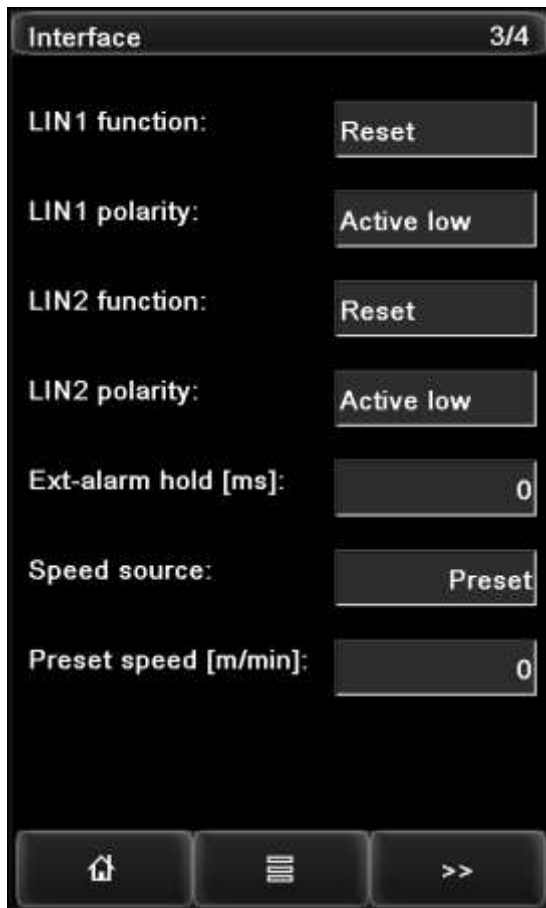 Interface 3/4
LIN1 function: Reset
LIN1 polarity: Active low
LIN2 function: Reset
LIN2 polarity: Active low
Ext-alarm hold [ms]: 0
Speed source: Preset
Preset speed [m/min]: 0
>>